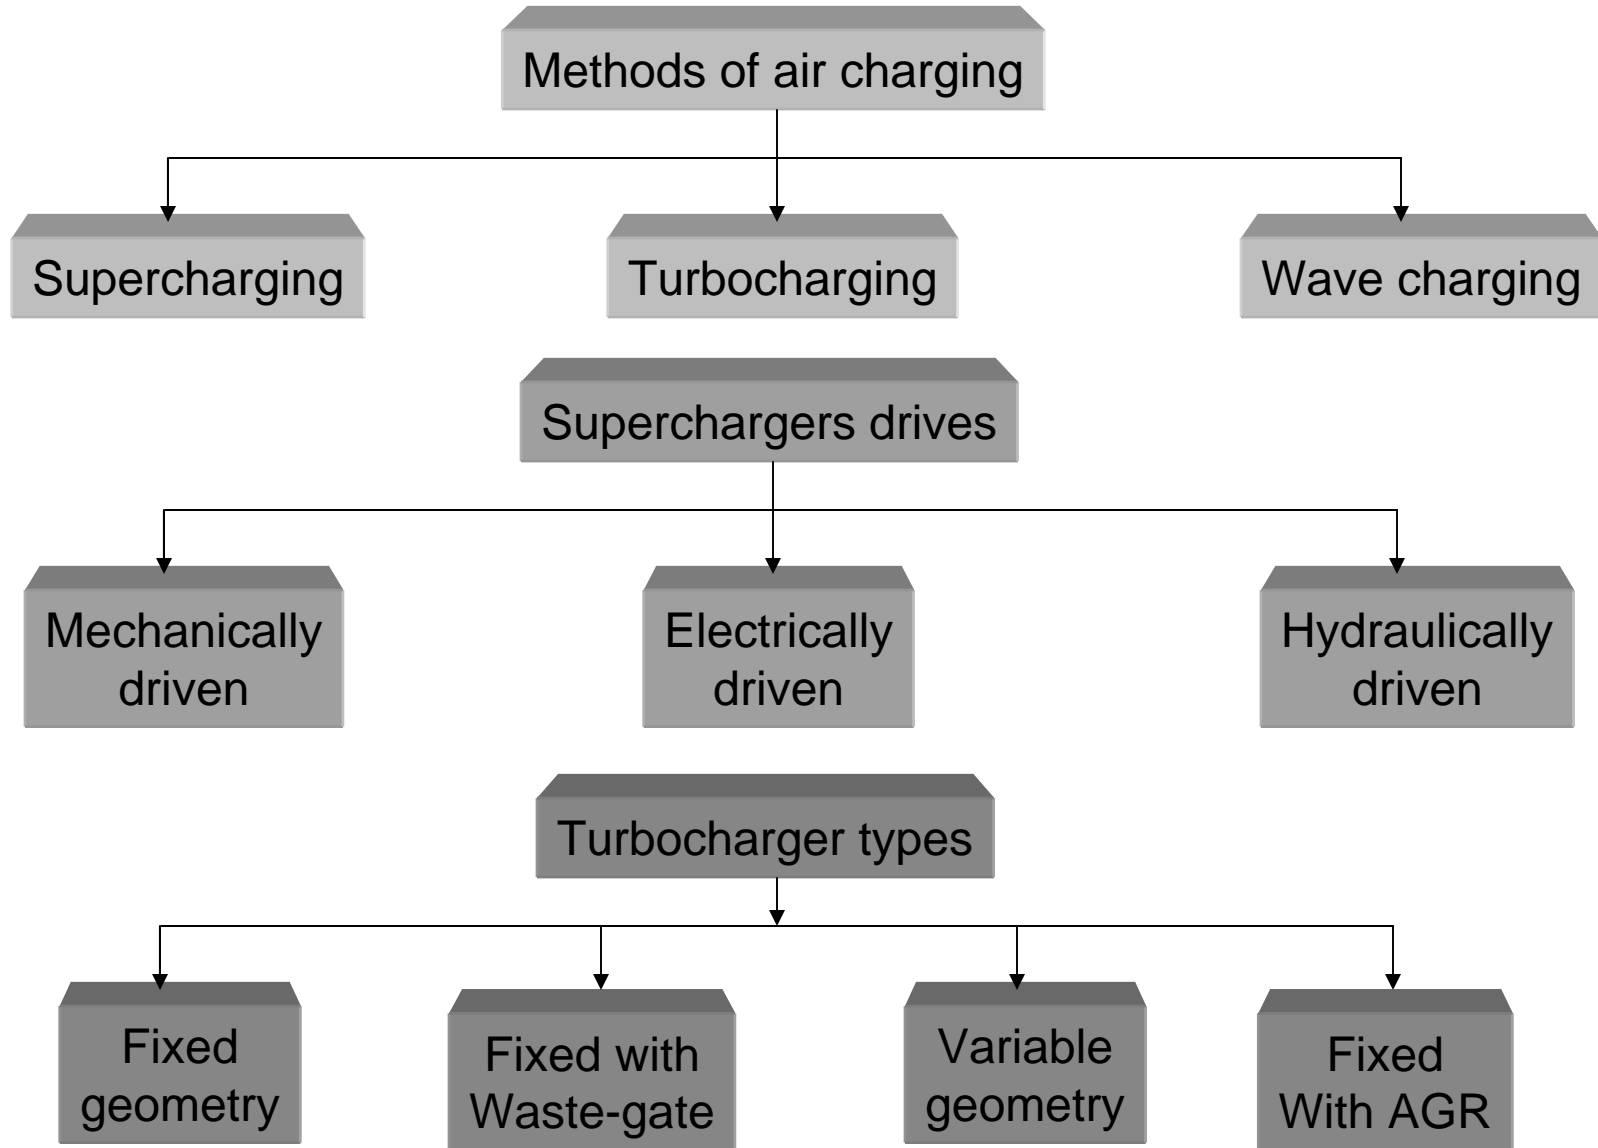 Methods of air charging
Supercharging
Turbocharging
Wave charging
Superchargers drives
Mechanically
driven
Electrically
driven
Hydraulically
driven
Turbocharger types
Fixed
geometry
Fixed with
Waste-gate
Variable
geometry
Fixed
With AGR